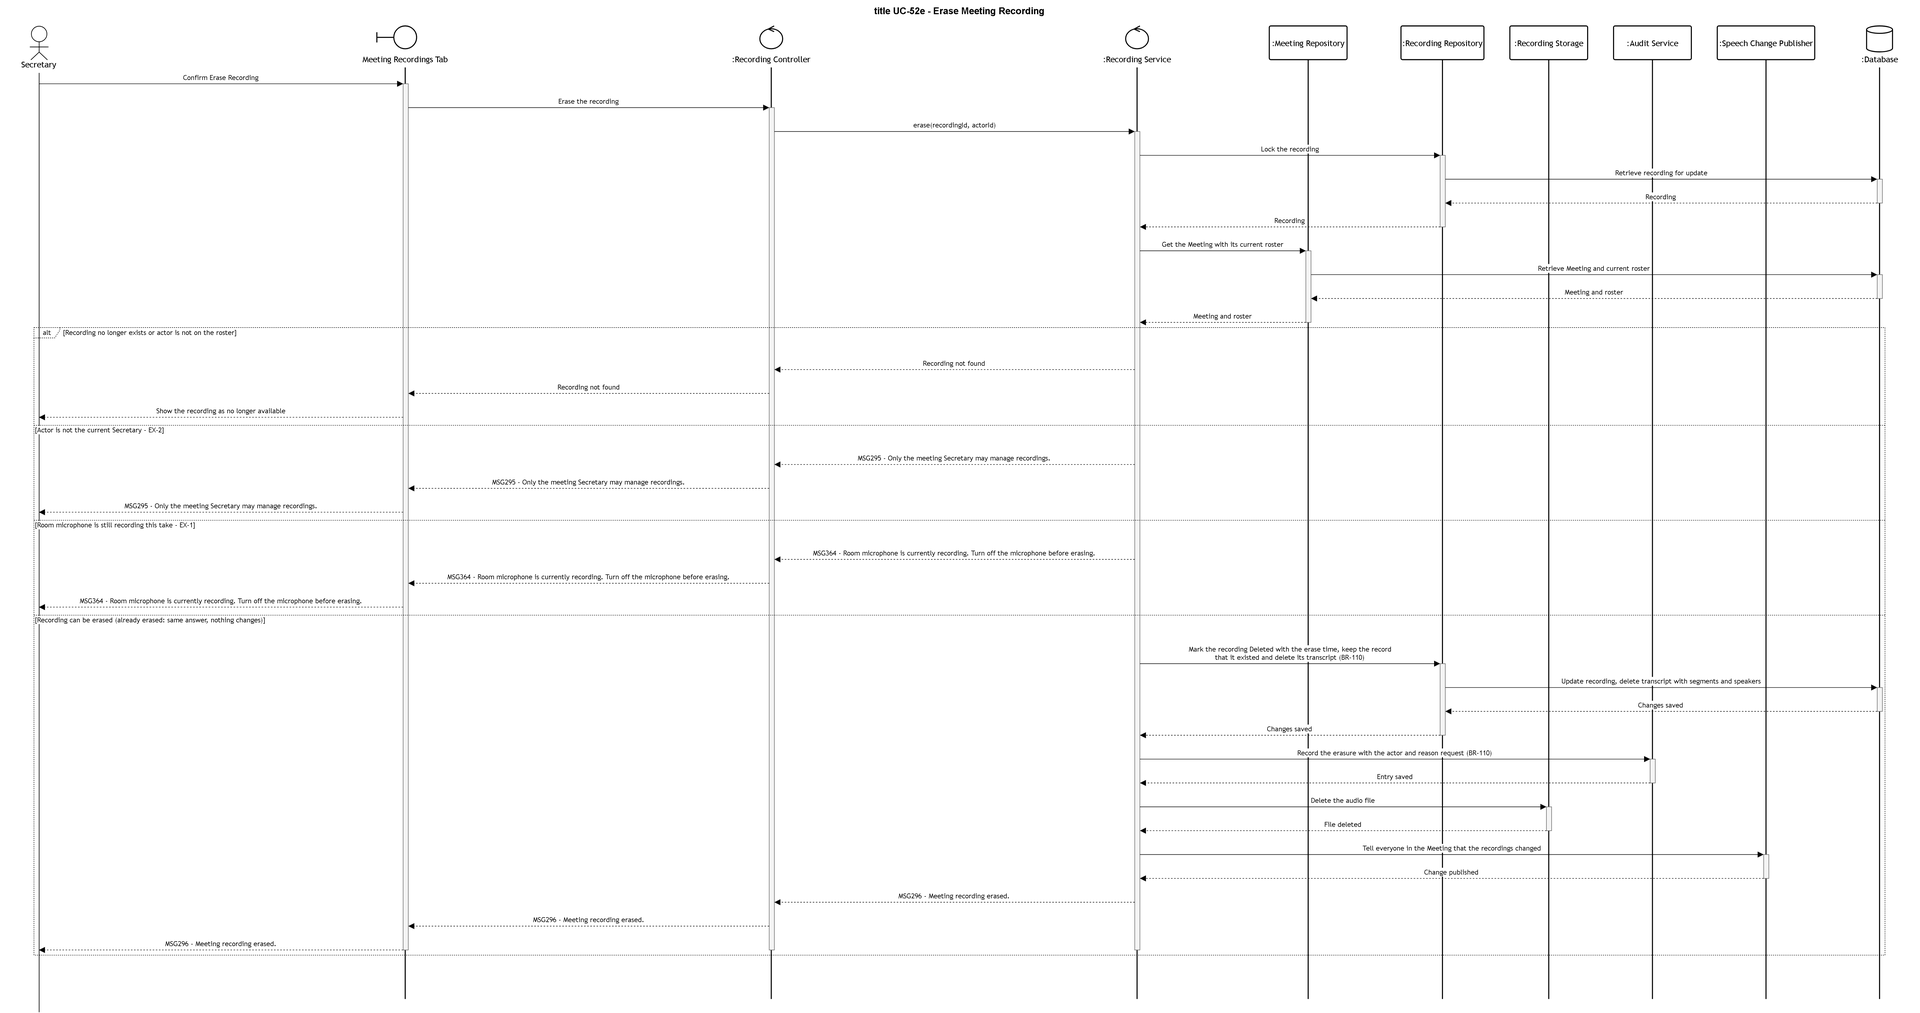 title UC-52e - Erase Meeting Recording
Secretary
Meeting Recordings Tab
:Recording Controller
:Recording Service
:Meeting Repository
:Recording Repository
:Recording Storage
:Audit Service
:Speech Change Publisher
:Database
Confirm Erase Recording
Erase the recording
erase(recordingId, actorId)
Lock the recording
Retrieve recording for update
Recording
Recording
Get the Meeting with its current roster
Retrieve Meeting and current roster
Meeting and roster
Meeting and roster
alt [Recording no longer exists or actor is not on the roster]
Recording not found
Recording not found
Show the recording as no longer available
[Actor is not the current Secretary - EX-2]
MSG295 - Only the meeting Secretary may manage recordings.
MSG295 - Only the meeting Secretary may manage recordings.
MSG295 - Only the meeting Secretary may manage recordings.
[Room microphone is still recording this take - EX-1]
MSG364 - Room microphone is currently recording. Turn off the microphone before erasing.
MSG364 - Room microphone is currently recording. Turn off the microphone before erasing.
MSG364 - Room microphone is currently recording. Turn off the microphone before erasing.
[Recording can be erased (already erased: same answer, nothing changes)]
Mark the recording Deleted with the erase time, keep the record
that it existed and delete its transcript (BR-110)
Update recording, delete transcript with segments and speakers
Changes saved
Changes saved
Record the erasure with the actor and reason request (BR-110)
Entry saved
Delete the audio file
File deleted
Tell everyone in the Meeting that the recordings changed
Change published
MSG296 - Meeting recording erased.
MSG296 - Meeting recording erased.
MSG296 - Meeting recording erased.